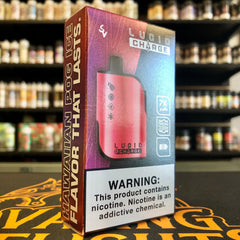 LUCID
CHARGE
HAWAIIAN POG ICE
FLAVOR THAT LASTS.
LUCID
CHARGE
WARNING:
This product contains
nicotine. Nicotine is an
addictive chemical.